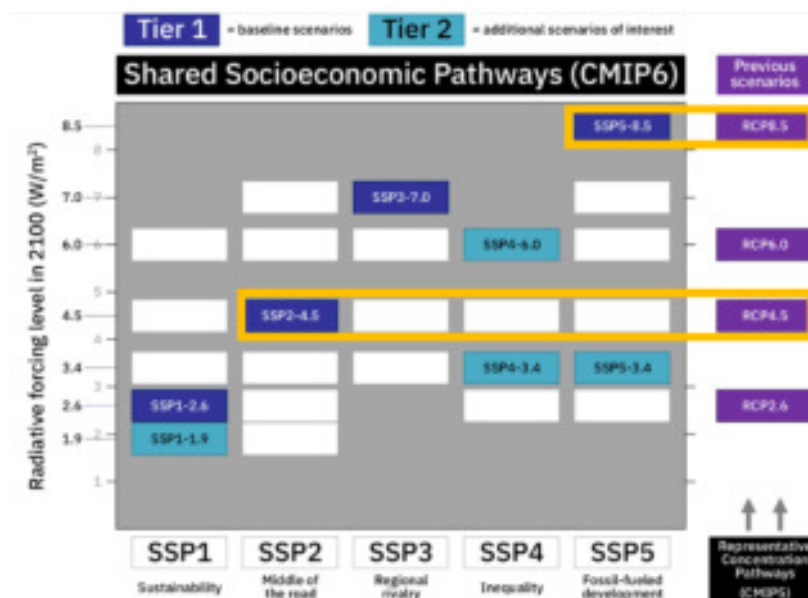 Tier 1 = baseline scenarios Tier 2 = additional scenarios of interest
Shared Socioeconomic Pathways (CMIP6)
Previous
scenarios
Radiative forcing level in 2100 (W/m²)
8.5 SSP5-8.5 RCP8.5
8
7.0 7 SSP3-7.0
6.0 6 SSP4-6.0 RCP6.0
5
4.5 SSP2-4.5 RCP4.5
4
3.4 SSP4-3.4 SSP5-3.4
3
2.6 SSP1-2.6 RCP2.6
1.9 2 SSP1-1.9
1
SSP1 SSP2 SSP3 SSP4 SSP5
Sustainability
Middle of
the road
Regional
rivalry
Inequality
Fossil-fueled
development
Representative
Concentration
Pathways
(CMIP5)